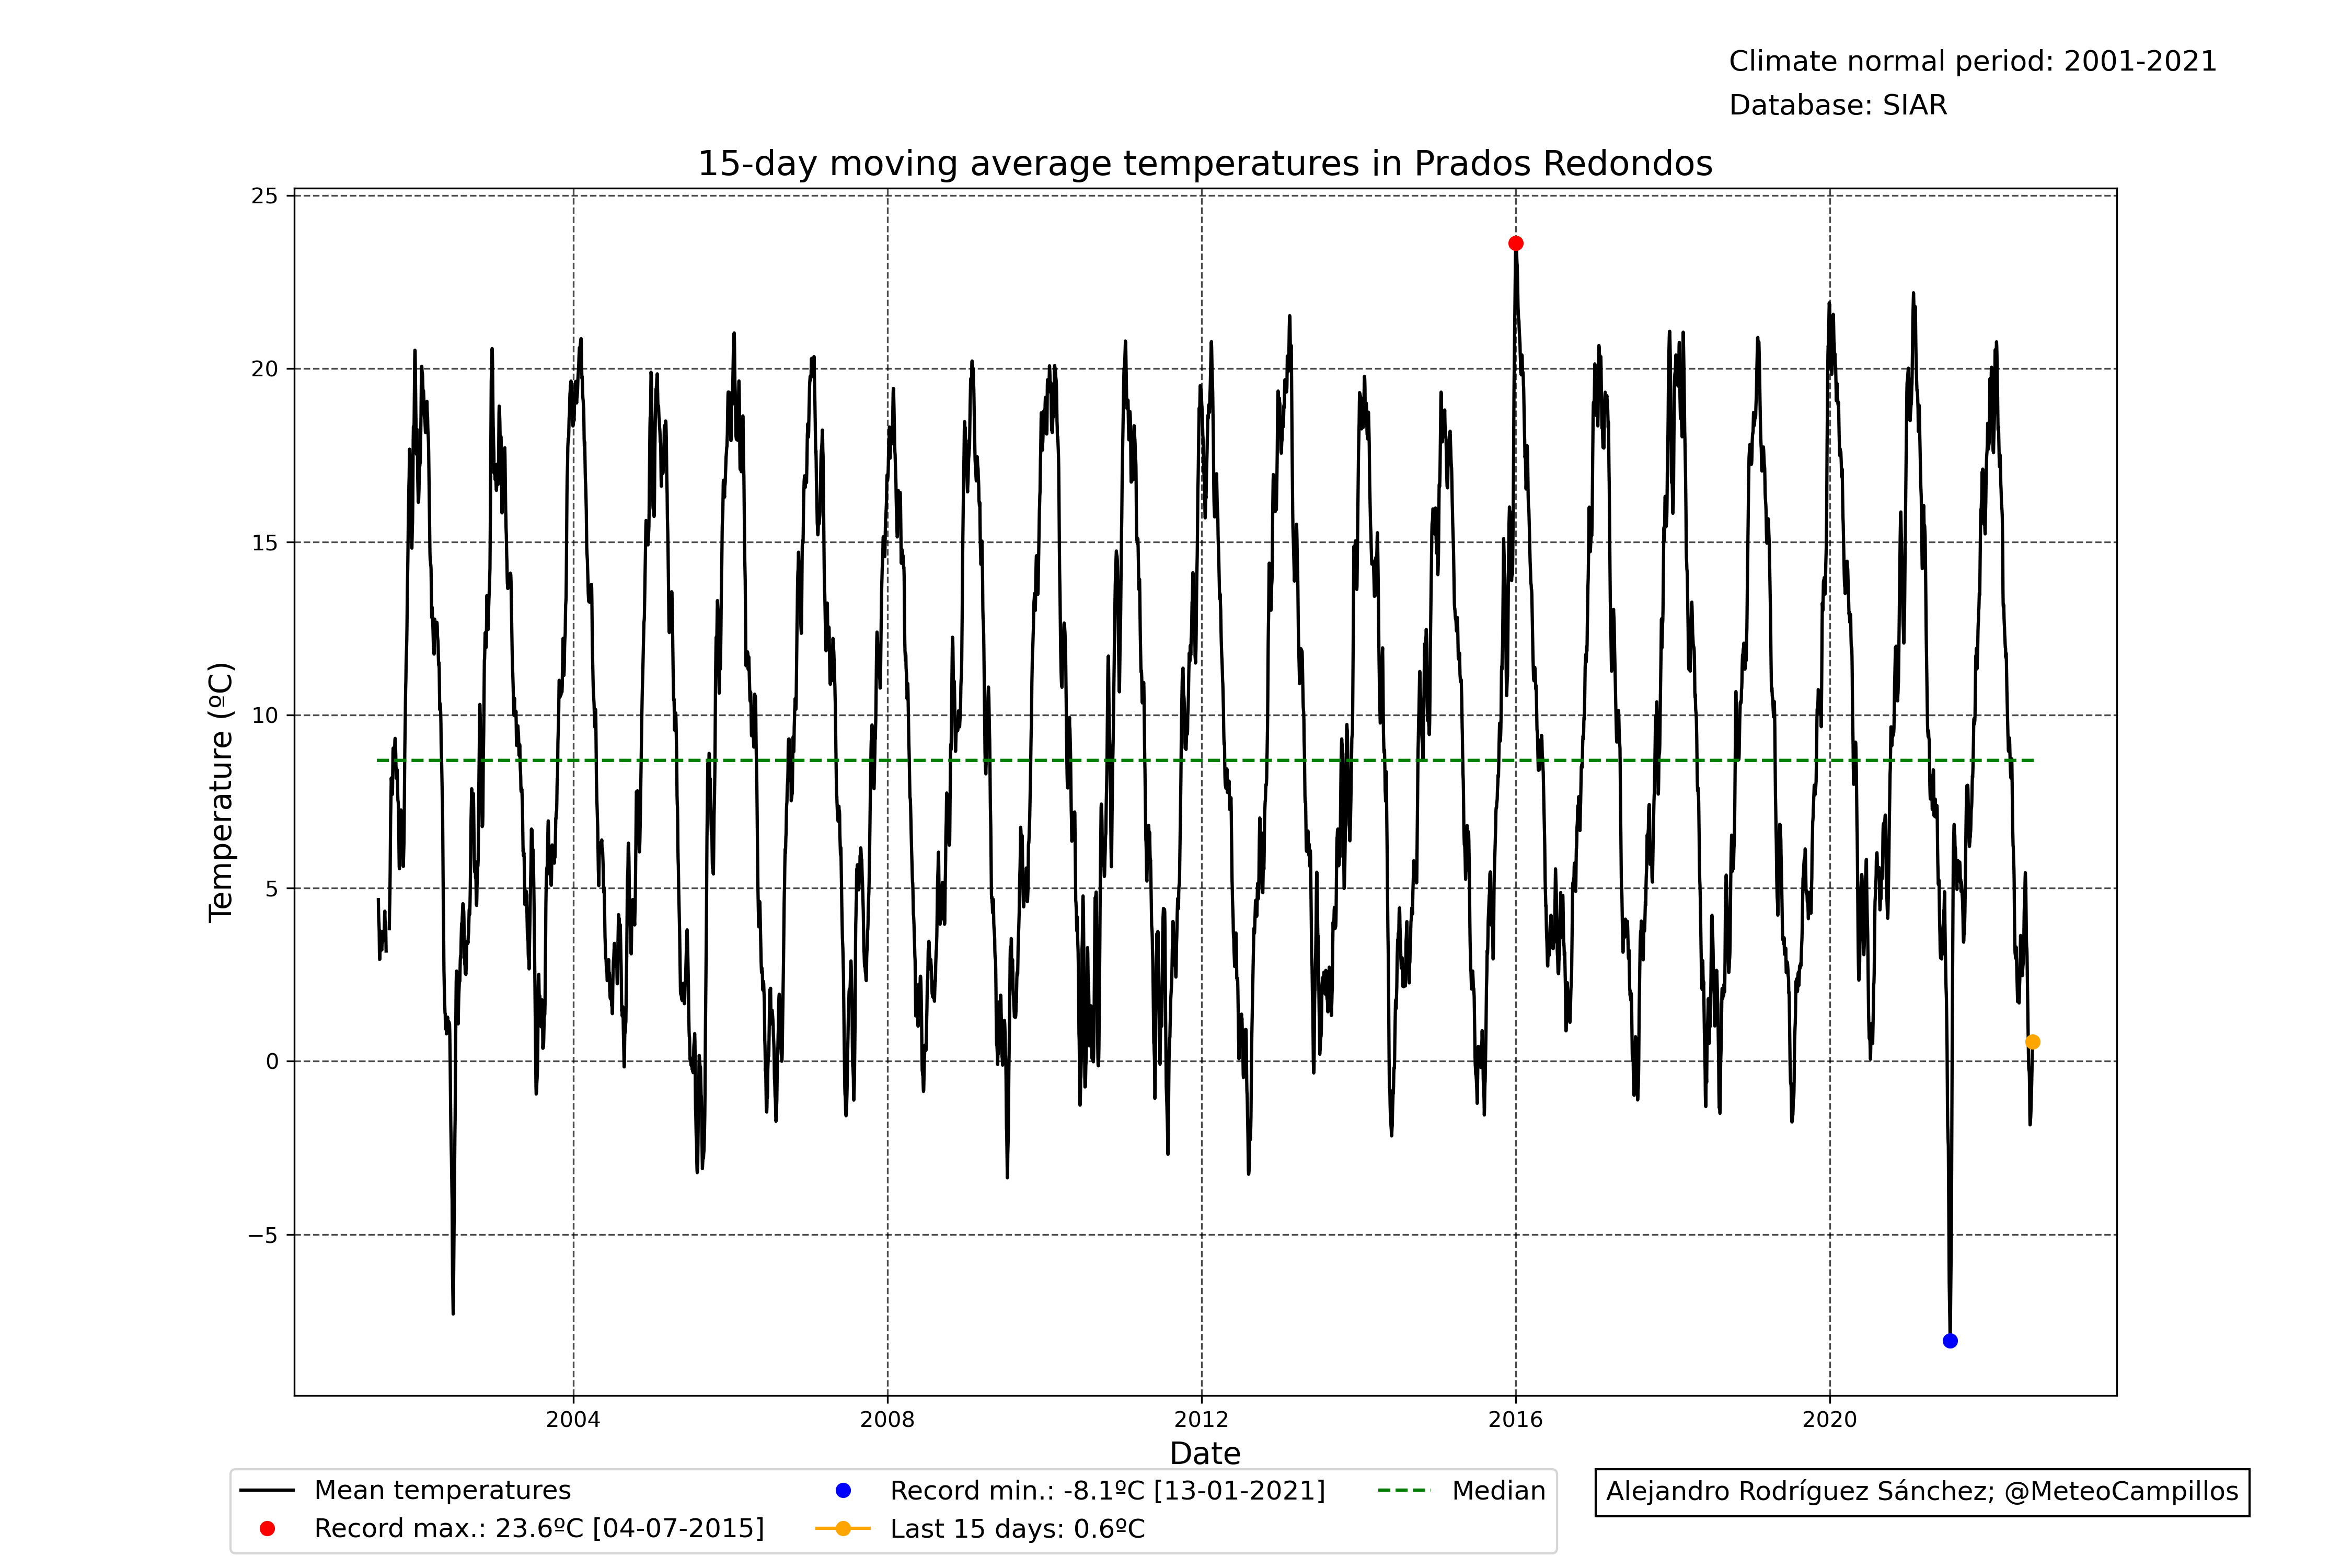 Climate normal period: 2001-2021
Database: SIAR
15-day moving average temperatures in Prados Redondos
25
20
15
10
5
0
−5
Temperature (ºC)
2004
2008
2012
2016
2020
Date
Mean temperatures
Record max.: 23.6ºC [04-07-2015]
Record min.: -8.1ºC [13-01-2021]
Last 15 days: 0.6ºC
Median
Alejandro Rodríguez Sánchez; @MeteoCampillos